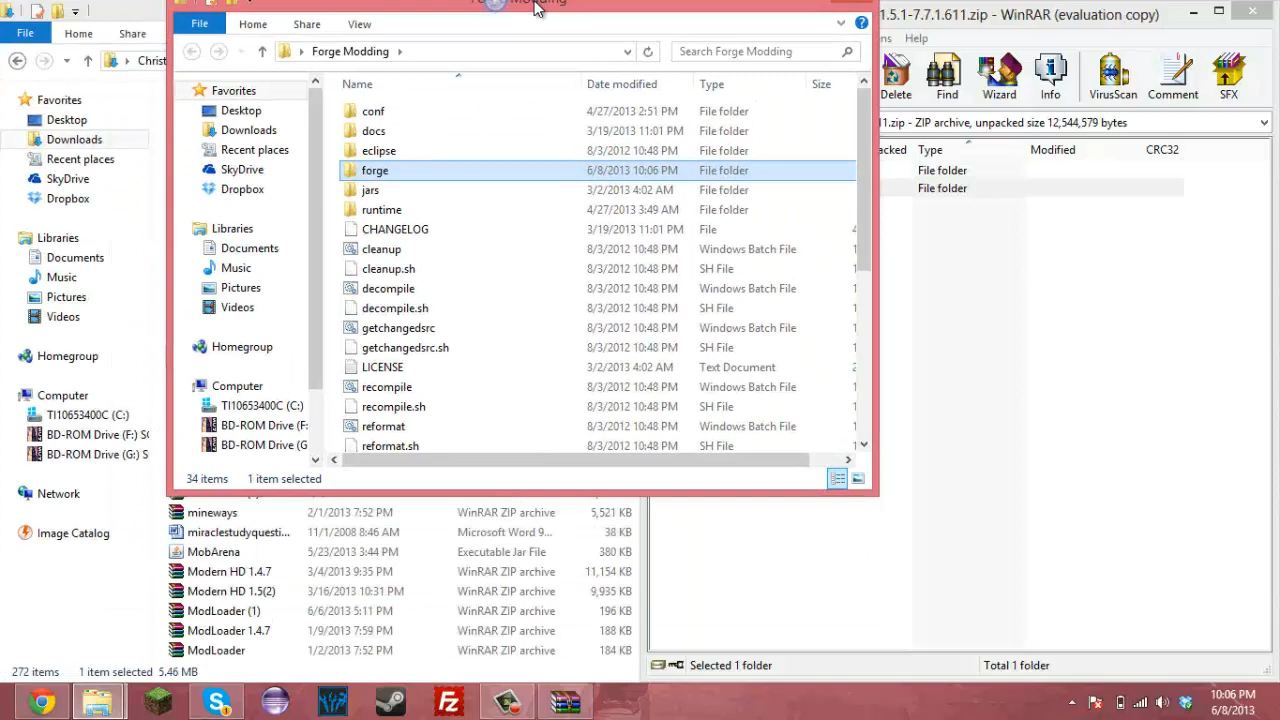 Forge Modding
1.5.1-7.7.1.611.zip - WinRAR (evaluation copy)
File Home Share
File Home Share View
Help
Forge Modding
Search Forge Modding
Christ
Delete Find Wizard Info VirusScan Comment SFX
11.zip - ZIP archive, unpacked size 12,544,579 bytes
Type Modified CRC32
File folder
File folder
Favorites
Desktop
Downloads
Recent places
SkyDrive
Dropbox
Libraries
Documents
Music
Pictures
Videos
Homegroup
Computer
TI10653400C (C:)
BD-ROM Drive (F:) SC
BD-ROM Drive (G:) SC
Network
Image Catalog
Favorites
Desktop
Downloads
Recent places
SkyDrive
Dropbox
Libraries
Documents
Music
Pictures
Videos
Homegroup
Computer
TI10653400C (C:)
BD-ROM Drive (F:
BD-ROM Drive (G
Name Date modified Type Size
conf 4/27/2013 2:51 PM File folder
docs 3/19/2013 11:01 PM File folder
eclipse 8/3/2012 10:48 PM File folder
forge 6/8/2013 10:06 PM File folder
jars 3/2/2013 4:02 AM File folder
runtime 4/27/2013 3:49 AM File folder
CHANGELOG 3/19/2013 11:01 PM File
cleanup 8/3/2012 10:48 PM Windows Batch File
cleanup.sh 8/3/2012 10:48 PM SH File
decompile 8/3/2012 10:48 PM Windows Batch File
decompile.sh 8/3/2012 10:48 PM SH File
getchangedsrc 8/3/2012 10:48 PM Windows Batch File
getchangedsrc.sh 8/3/2012 10:48 PM SH File
LICENSE 3/2/2013 4:02 AM Text Document
recompile 8/3/2012 10:48 PM Windows Batch File
recompile.sh 8/3/2012 10:48 PM SH File
reformat 8/3/2012 10:48 PM Windows Batch File
reformat.sh 8/3/2012 10:48 PM SH File
34 items 1 item selected
mineways 2/1/2013 7:52 PM WinRAR ZIP archive 5,521 KB
miraclestudyquesti... 11/1/2008 8:46 AM Microsoft Word 9... 38 KB
MobArena 5/23/2013 3:44 PM Executable Jar File 380 KB
Modern HD 1.4.7 3/4/2013 9:35 PM WinRAR ZIP archive 11,154 KB
Modern HD 1.5(2) 3/16/2013 10:31 PM WinRAR ZIP archive 9,935 KB
ModLoader (1) 6/6/2013 5:11 PM WinRAR ZIP archive 196 KB
ModLoader 1.4.7 1/9/2013 7:59 PM WinRAR ZIP archive 188 KB
ModLoader 1/2/2013 7:52 PM WinRAR ZIP archive 184 KB
272 items 1 item selected 5.46 MB
Selected 1 folder Total 1 folder
10:06 PM
6/8/2013